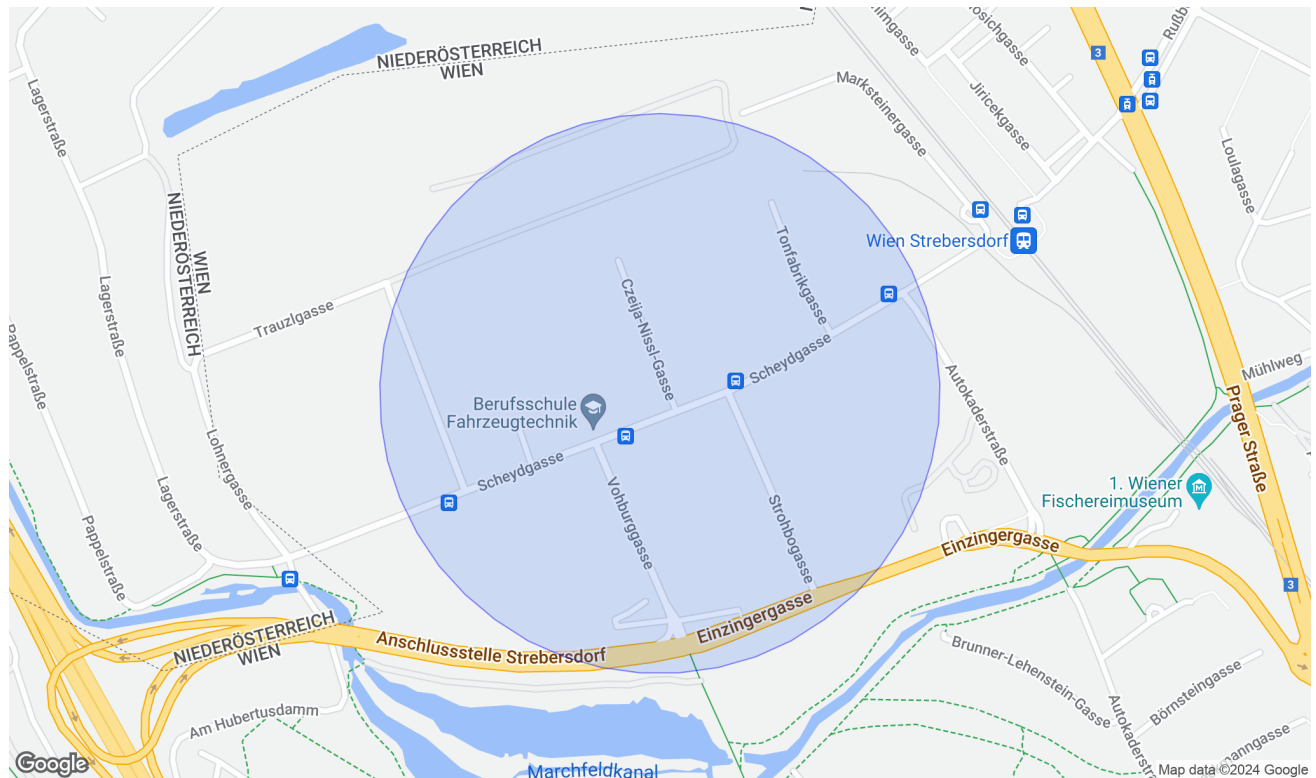 NIEDERÖSTERREICH
WIEN
3
Jiricekgasse
Marksteinergasse
Loulagasse
Lagerstraße
NIEDERÖSTERREICH
WIEN
Wien Strebersdorf
Tonfabrikgasse
Czeija-Nissl-Gasse
Trauzlgasse
Lagerstraße
Pappelstraße
Scheydgasse
Mühlweg
Autokaderstraße
Prager Straße
Berufsschule
Fahrzeugtechnik
Lohnergasse
Scheydgasse
1. Wiener
Fischereimuseum
Lagerstraße
Pappelstraße
Vohburggasse
Strohbogasse
Einzingergasse
3
Einzingergasse
NIEDERÖSTERREICH
WIEN
Anschlussstelle Strebersdorf
Brunner-Lehenstein-Gasse
Börnsteingasse
Am Hubertusdamm
Autokaderstraße
Marchfeldkanal
Google
Map data ©2024 Google